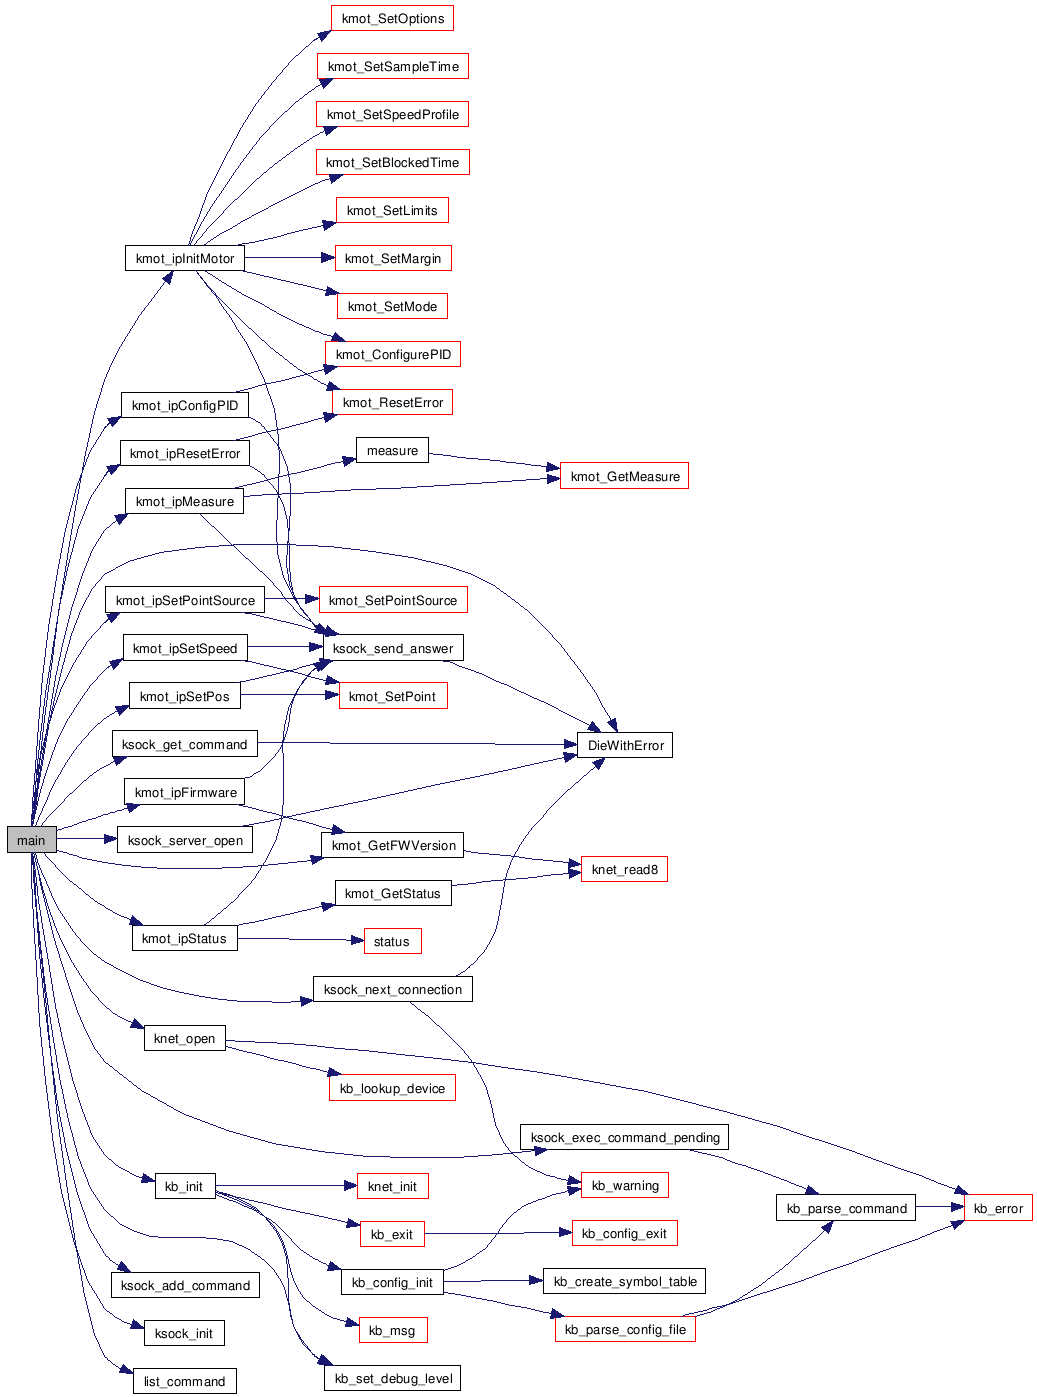 kmot_SetOptions
kmot_SetSampleTime
kmot_SetSpeedProfile
kmot_SetBlockedTime
kmot_SetLimits
kmot_ipInitMotor
kmot_SetMargin
kmot_SetMode
kmot_ConfigurePID
kmot_ipConfigPID
kmot_ResetError
kmot_ipResetError
measure
kmot_GetMeasure
kmot_ipMeasure
kmot_ipSetPointSource
kmot_SetPointSource
kmot_ipSetSpeed
ksock_send_answer
kmot_ipSetPos
kmot_SetPoint
ksock_get_command
DieWithError
kmot_ipFirmware
main
ksock_server_open
kmot_GetFWVersion
knet_read8
kmot_GetStatus
kmot_ipStatus
status
ksock_next_connection
knet_open
kb_lookup_device
ksock_exec_command_pending
kb_init
knet_init
kb_warning
kb_parse_command
kb_error
kb_exit
kb_config_exit
ksock_add_command
kb_config_init
kb_create_symbol_table
ksock_init
kb_msg
kb_parse_config_file
list_command
kb_set_debug_level